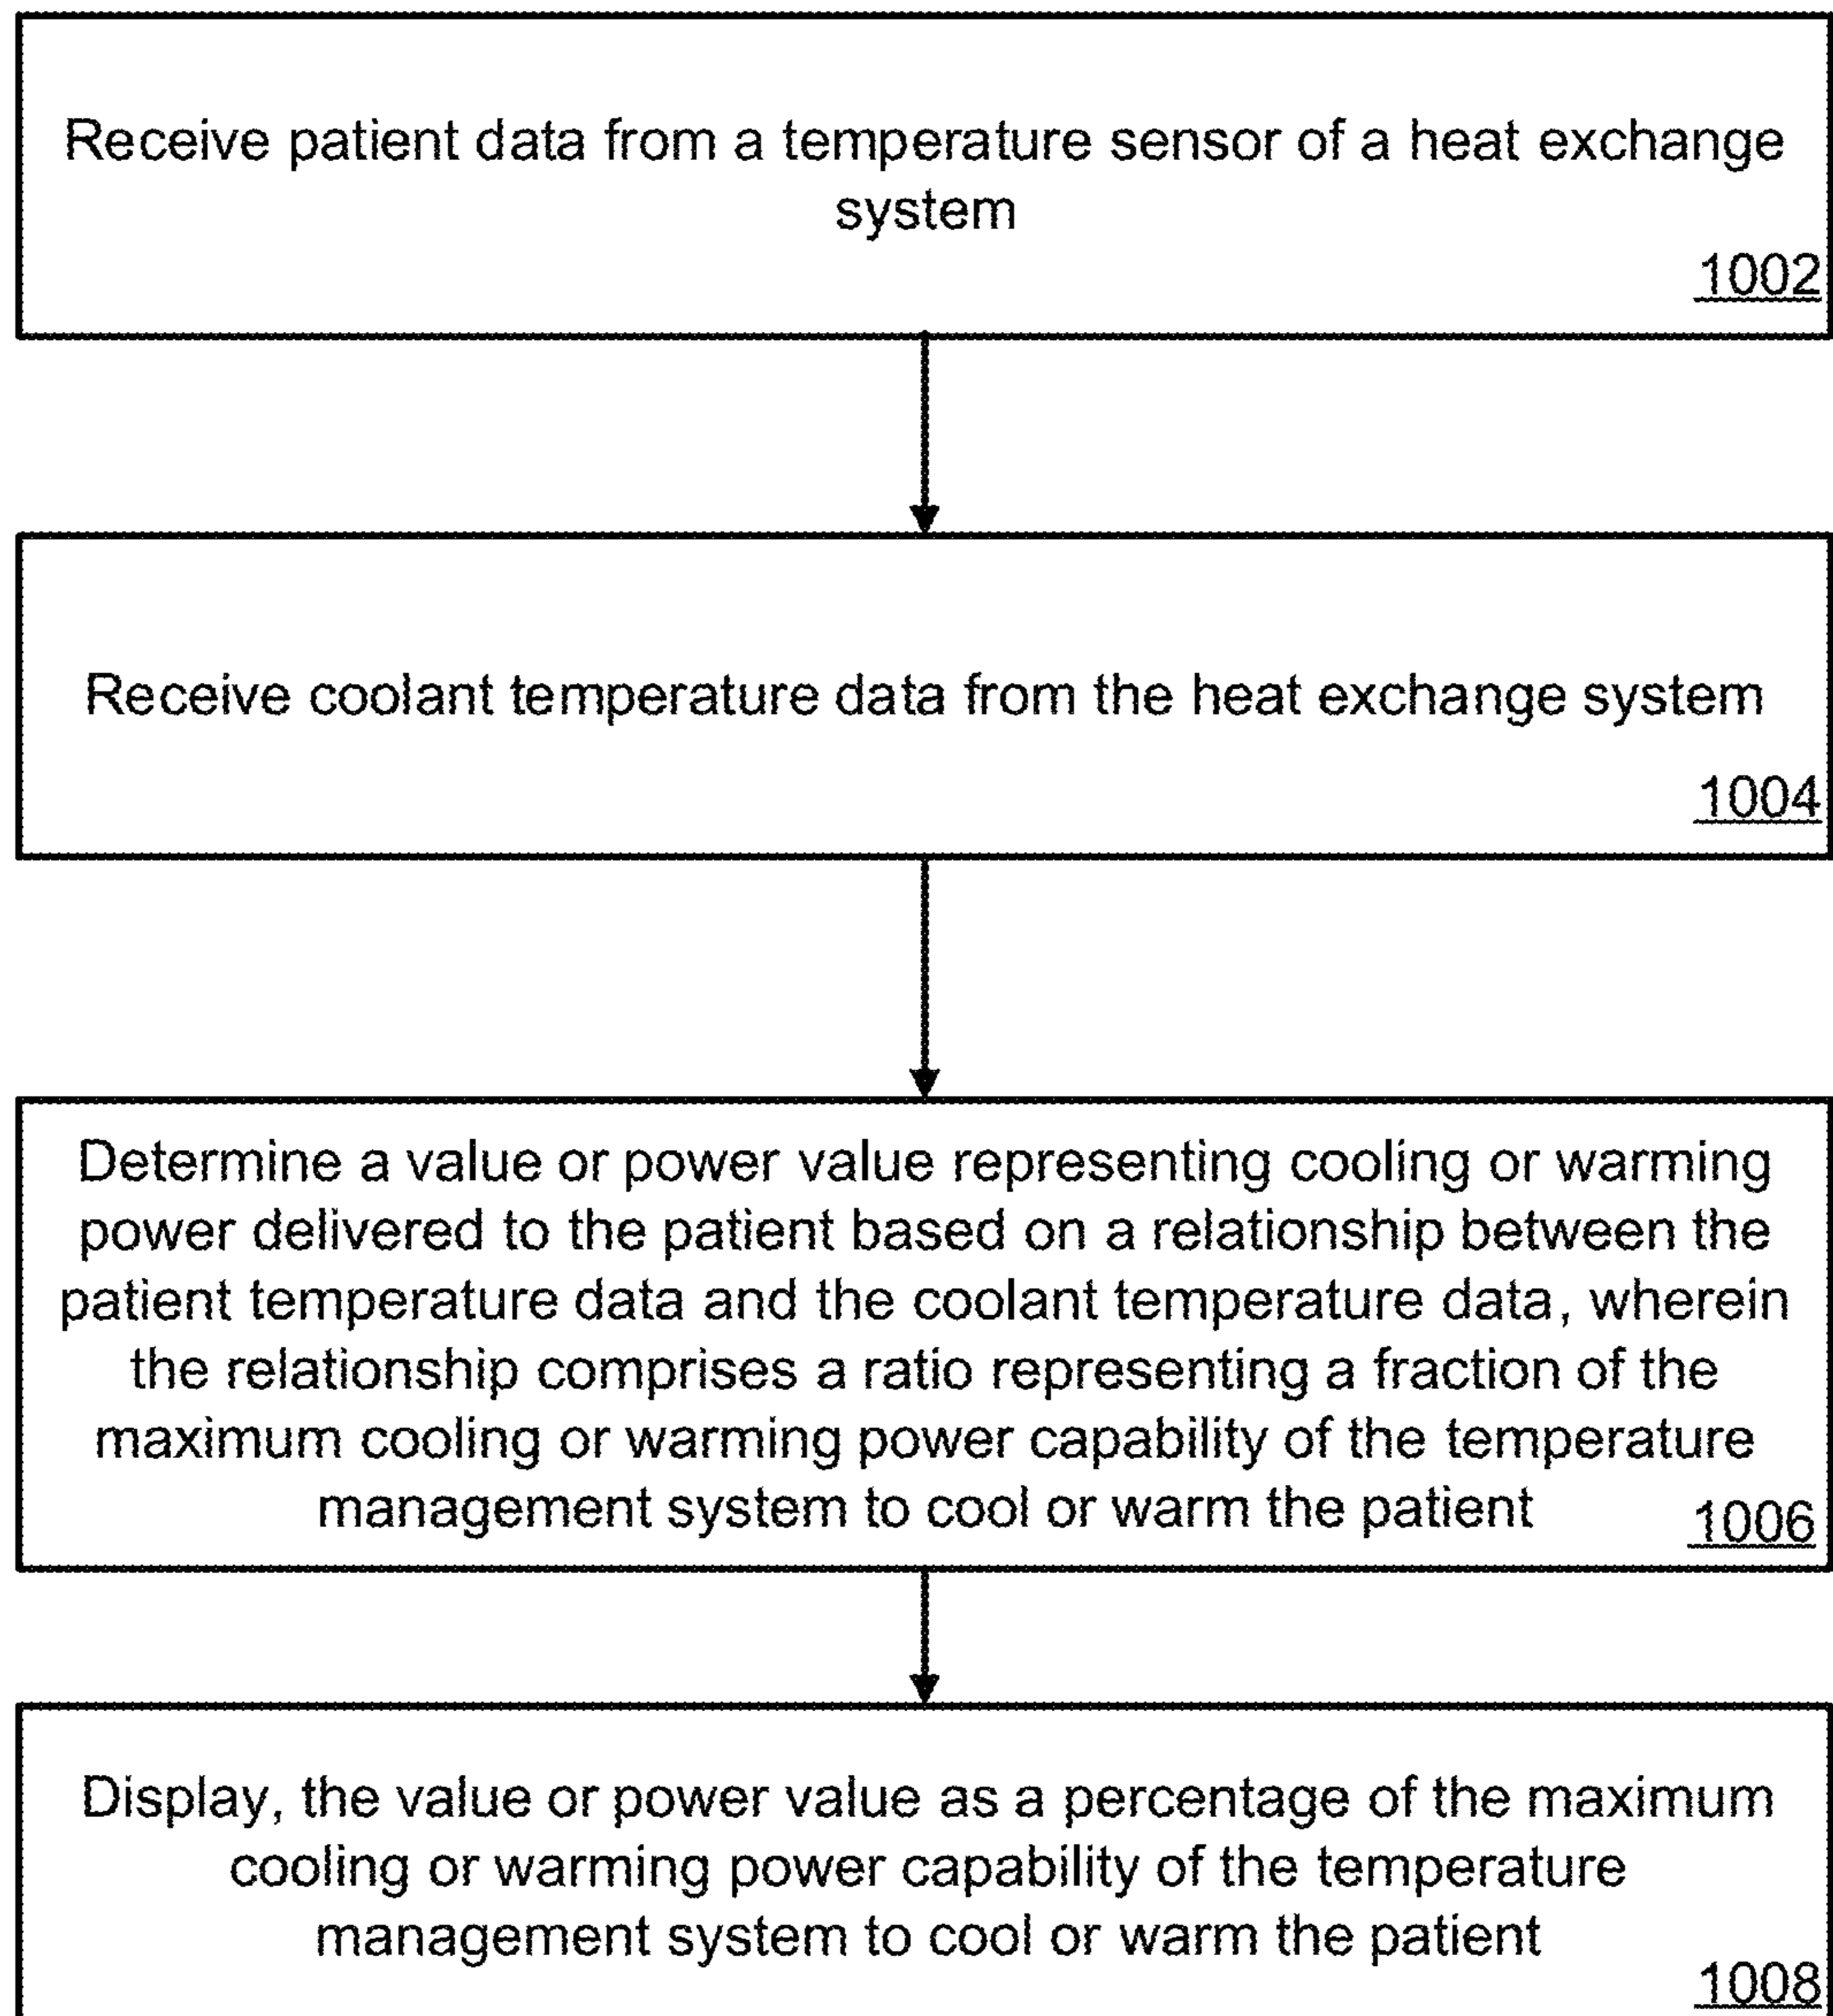 Receive patient data from a temperature sensor of a heat exchange
system
1002
Receive coolant temperature data from the heat exchange system
1004
Determine a value or power value representing cooling or warming
power delivered to the patient based on a relationship between the
patient temperature data and the coolant temperature data, wherein
the relationship comprises a ratio representing a fraction of the
maximum cooling or warming power capability of the temperature
management system to cool or warm the patient
1006
Display, the value or power value as a percentage of the maximum
cooling or warming power capability of the temperature
management system to cool or warm the patient
1008